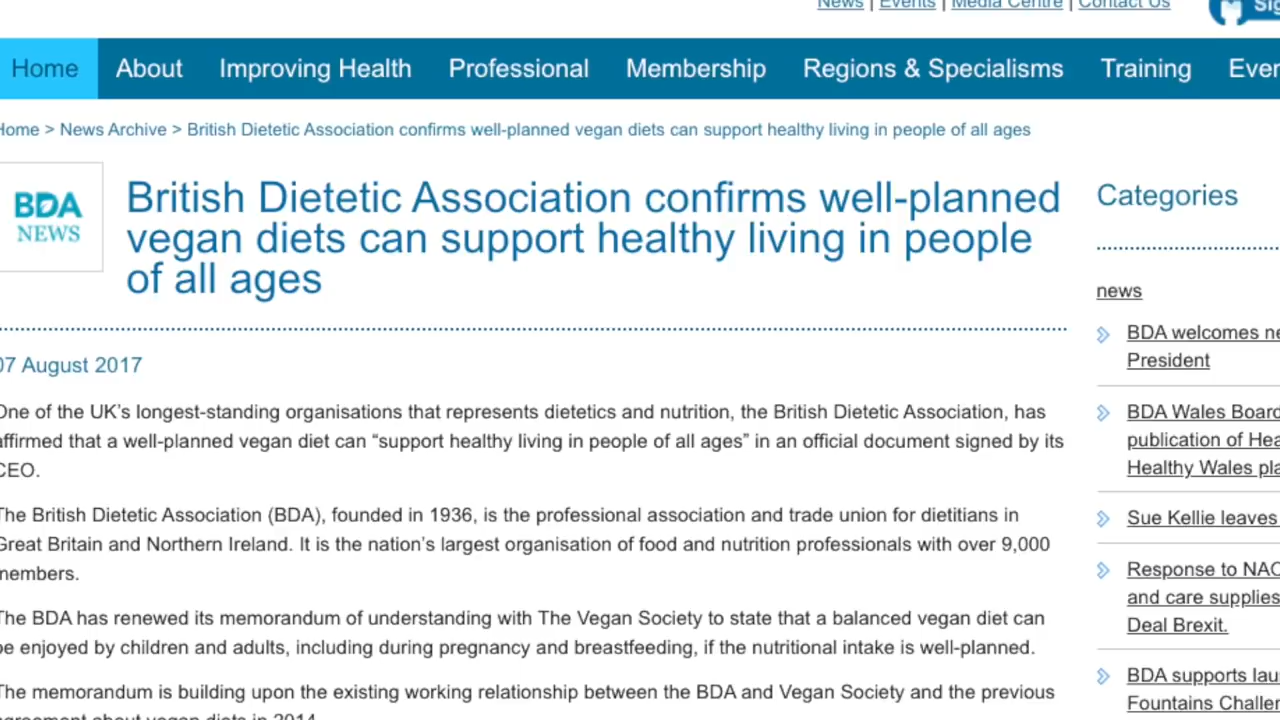 News | Events | Media Centre | Contact Us
Home About Improving Health Professional Membership Regions & Specialisms Training
Home > News Archive > British Dietetic Association confirms well-planned vegan diets can support healthy living in people of all ages
BDA
NEWS
British Dietetic Association confirms well-planned
vegan diets can support healthy living in people
of all ages
07 August 2017
One of the UK’s longest-standing organisations that represents dietetics and nutrition, the British Dietetic Association, has
affirmed that a well-planned vegan diet can “support healthy living in people of all ages” in an official document signed by its
CEO.
The British Dietetic Association (BDA), founded in 1936, is the professional association and trade union for dietitians in
Great Britain and Northern Ireland. It is the nation’s largest organisation of food and nutrition professionals with over 9,000
members.
The BDA has renewed its memorandum of understanding with The Vegan Society to state that a balanced vegan diet can
be enjoyed by children and adults, including during pregnancy and breastfeeding, if the nutritional intake is well-planned.
The memorandum is building upon the existing working relationship between the BDA and Vegan Society and the previous
agreement about vegan diets in 2014.
Categories
news
BDA welcomes
President
BDA Wales Board
publication of
Healthy Wales
Sue Kellie leaves
Response to
and care supplies
Deal Brexit.
BDA supports
Fountains